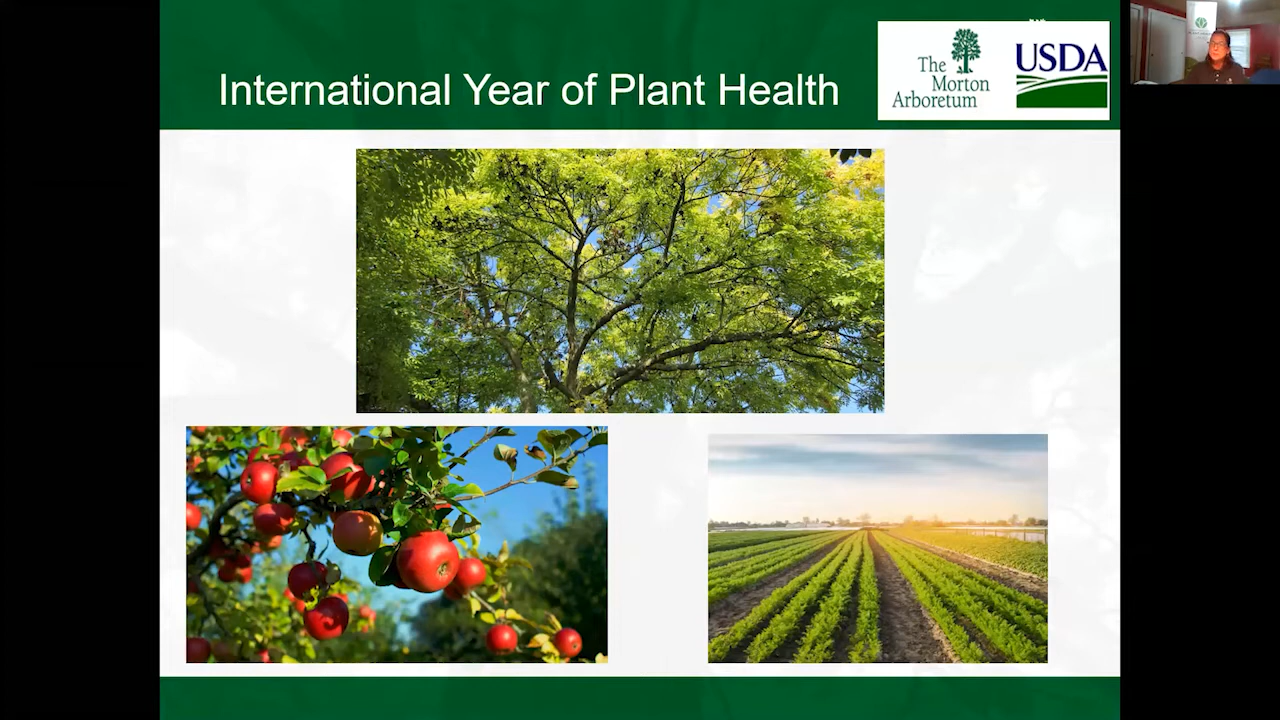 International Year of Plant Health
The
Morton
Arboretum
USDA